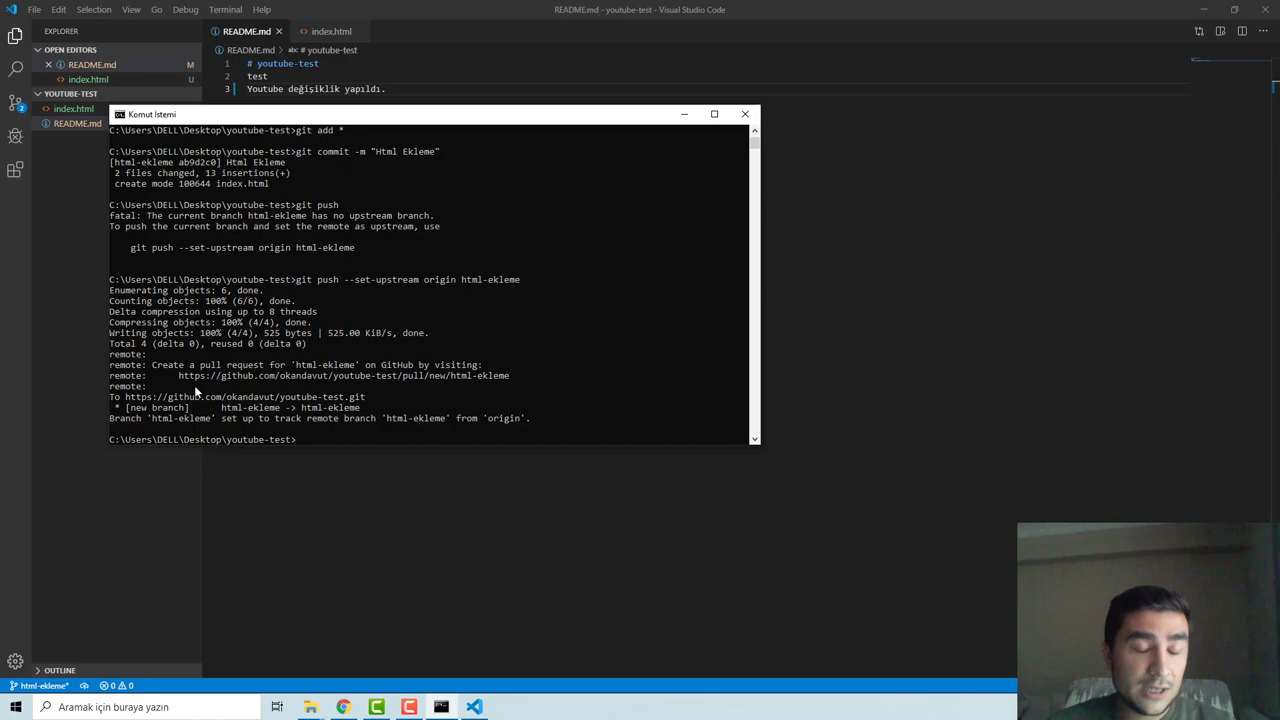 File Edit Selection View Go Debug Terminal Help
README.md - youtube-test - Visual Studio Code
EXPLORER
OPEN EDITORS
README.md M
index.html U
YOUTUBE-TEST
index.html
README.md
2
README.md
index.html
README.md
abc # youtube-test
1 # youtube-test
2 test
3 Youtube değişiklik yapıldı.
Komut İstemi
C:\Users\DELL\Desktop\youtube-test>git add *
C:\Users\DELL\Desktop\youtube-test>git commit -m "Html Ekleme"
[html-ekleme ab9d2c0] Html Ekleme
2 files changed, 13 insertions(+)
create mode 100644 index.html
C:\Users\DELL\Desktop\youtube-test>git push
fatal: The current branch html-ekleme has no upstream branch.
To push the current branch and set the remote as upstream, use
git push --set-upstream origin html-ekleme
C:\Users\DELL\Desktop\youtube-test>git push --set-upstream origin html-ekleme
Enumerating objects: 6, done.
Counting objects: 100% (6/6), done.
Delta compression using up to 8 threads
Compressing objects: 100% (4/4), done.
Writing objects: 100% (4/4), 525 bytes | 525.00 KiB/s, done.
Total 4 (delta 0), reused 0 (delta 0)
remote:
remote: Create a pull request for 'html-ekleme' on GitHub by visiting:
remote: https://github.com/okandavut/youtube-test/pull/new/html-ekleme
remote:
To https://github.com/okandavut/youtube-test.git
* [new branch] html-ekleme -> html-ekleme
Branch 'html-ekleme' set up to track remote branch 'html-ekleme' from 'origin'.
C:\Users\DELL\Desktop\youtube-test>
OUTLINE
html-ekleme* 0 0
Aramak için buraya yazın